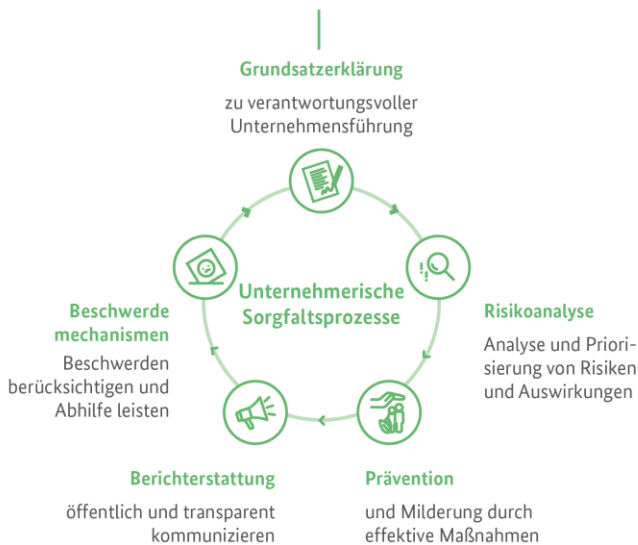 Grundsatzerklärung
zu verantwortungsvoller
Unternehmensführung
Unternehmerische
Sorgfaltsprozesse
Risikoanalyse
Analyse und Priori-
sierung von Risiken
und Auswirkungen
Prävention
und Milderung durch
effektive Maßnahmen
Berichterstattung
öffentlich und transparent
kommunizieren
Beschwerde
mechanismen
Beschwerden
berücksichtigen und
Abhilfe leisten